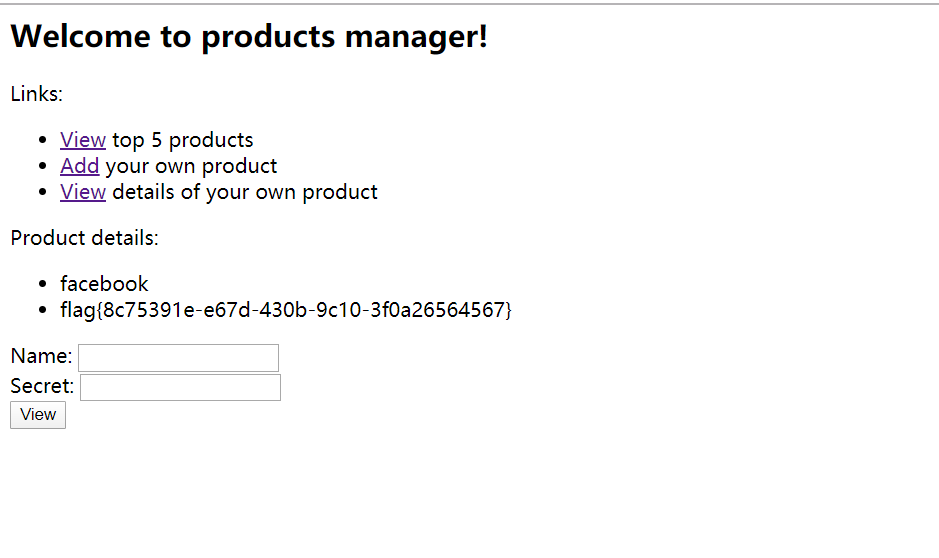 Welcome to products manager!
Links:
View top 5 products
Add your own product
View details of your own product
Product details:
facebook
flag{8c75391e-e67d-430b-9c10-3f0a26564567}
Name:
Secret:
View